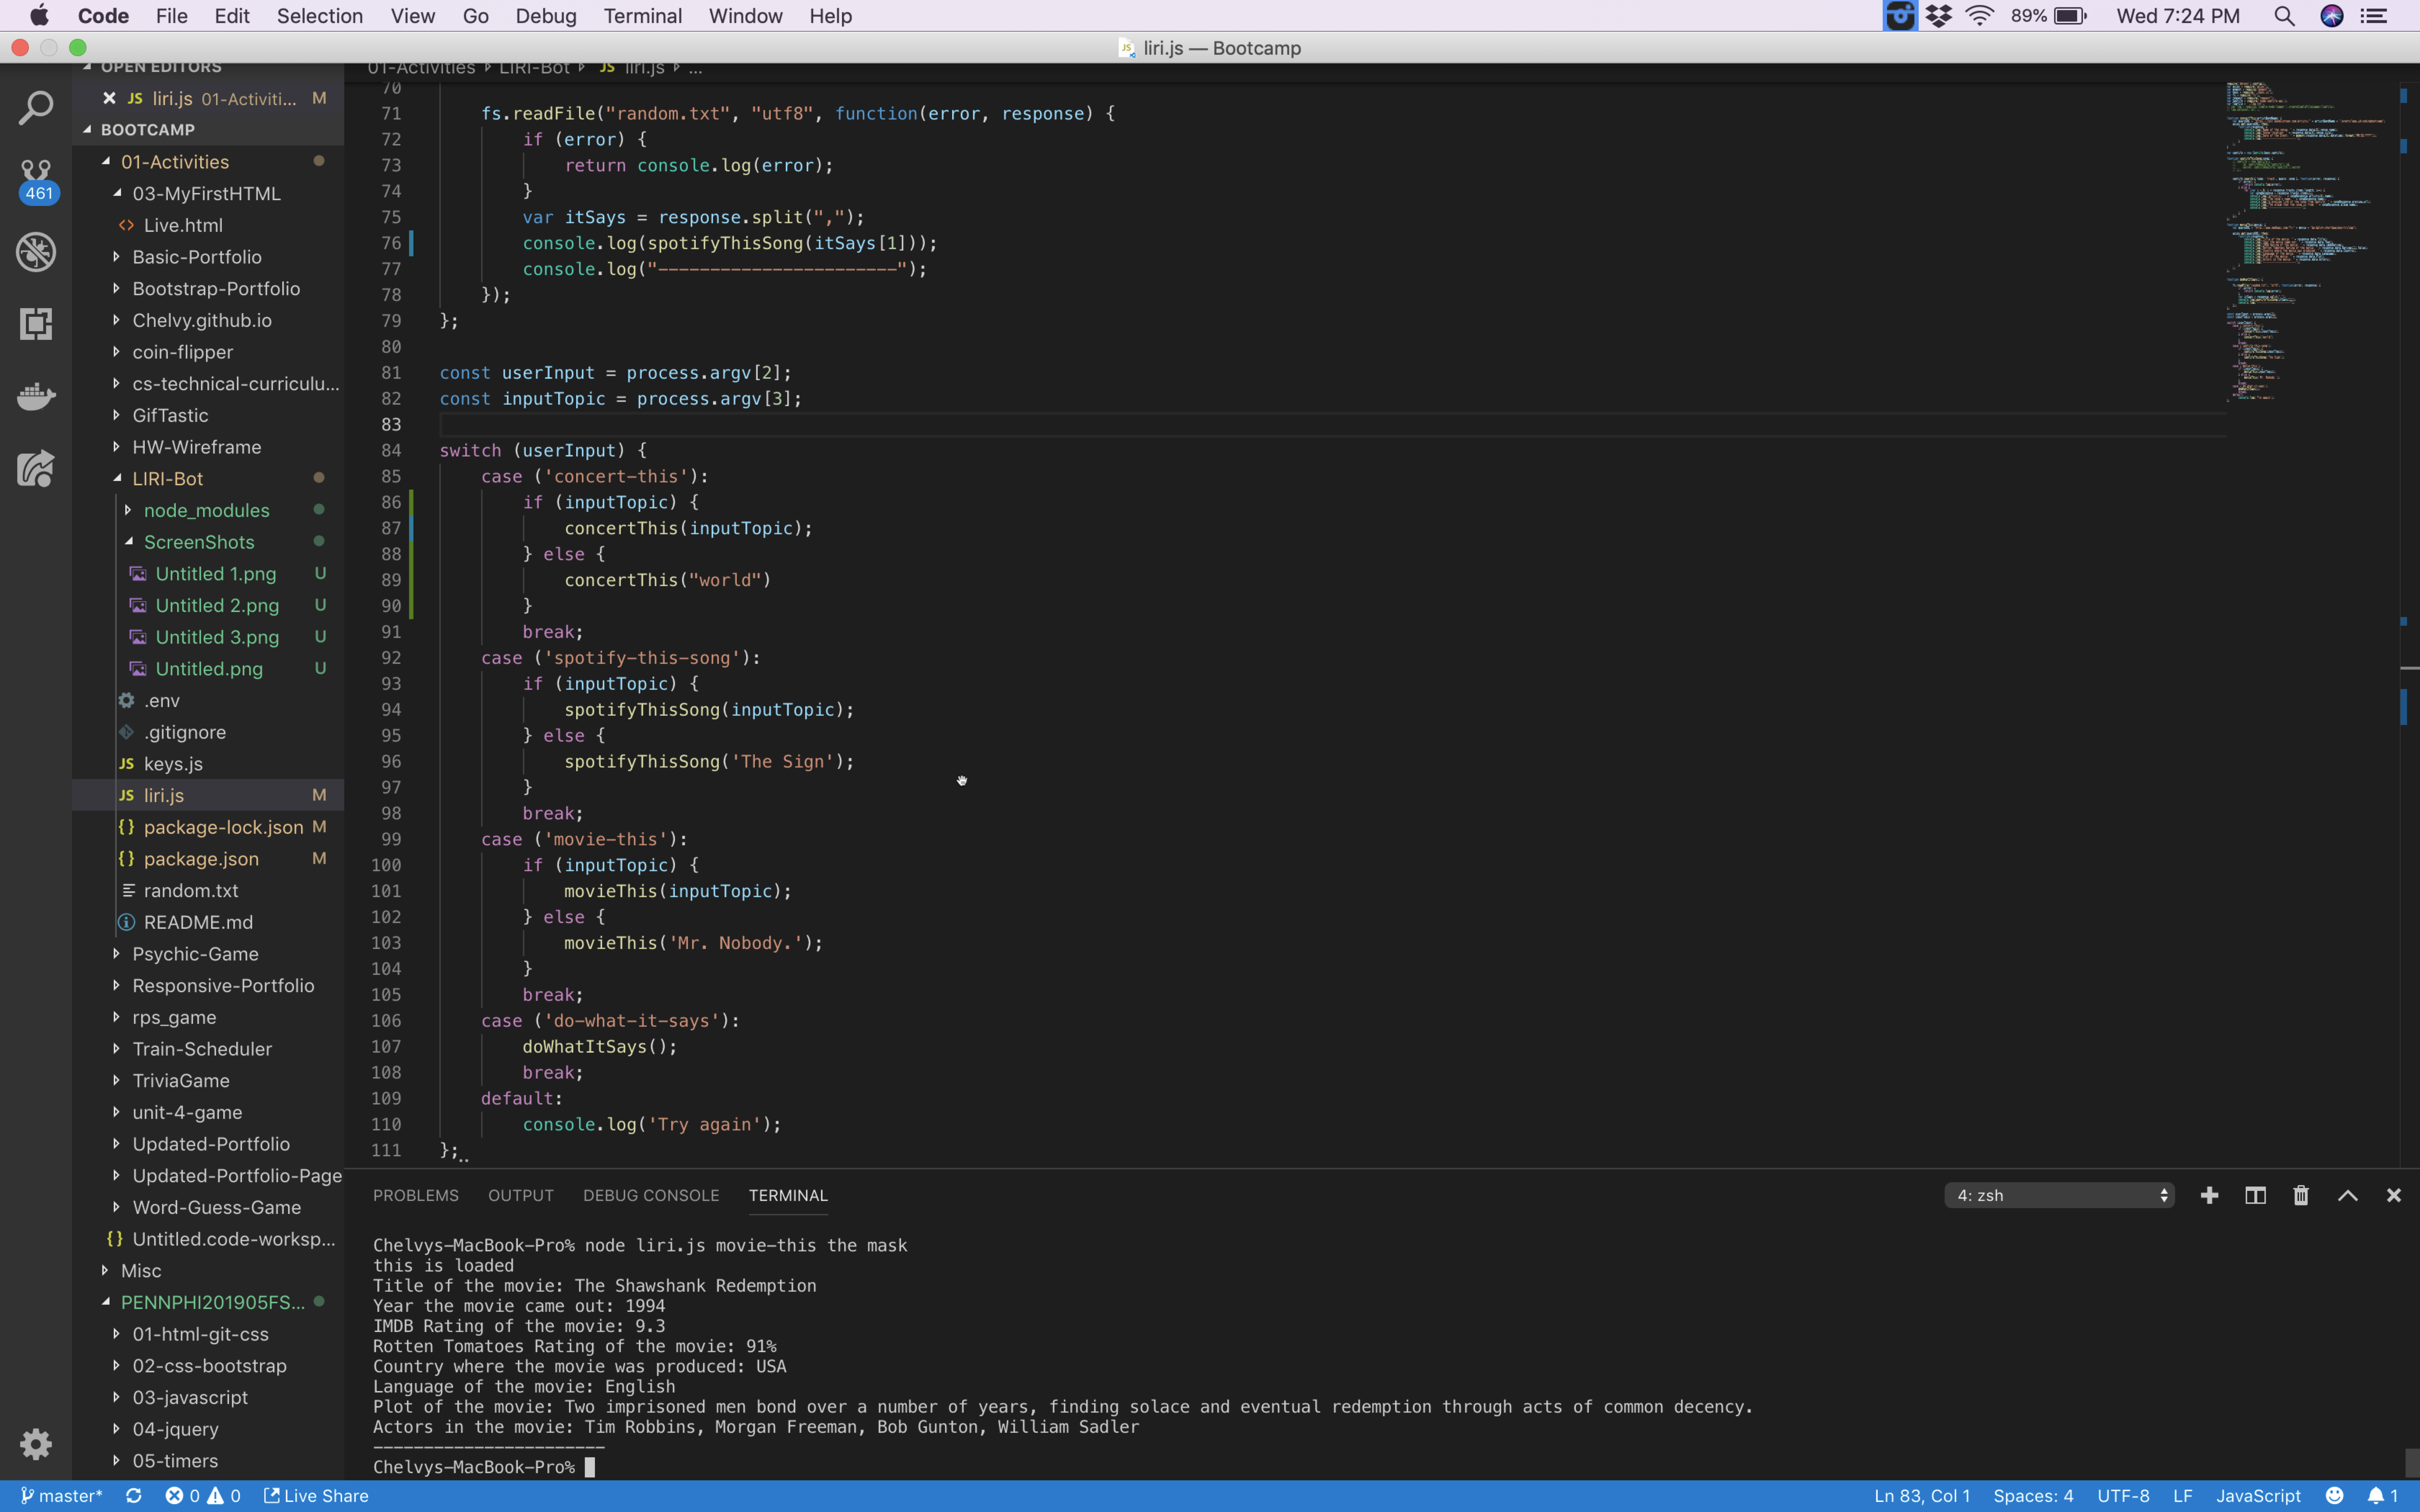 Code File Edit Selection View Go Debug Terminal Window Help 89% Wed 7:24 PM
JS liri.js — Bootcamp
OPEN EDITORS
JS liri.js 01-Activiti... M
BOOTCAMP
01-Activities
03-MyFirstHTML
<> Live.html
Basic-Portfolio
Bootstrap-Portfolio
Chelvy.github.io
coin-flipper
cs-technical-curriculu...
GifTastic
HW-Wireframe
LIRI-Bot
node_modules
ScreenShots
Untitled 1.png U
Untitled 2.png U
Untitled 3.png U
Untitled.png U
.env
.gitignore
JS keys.js
JS liri.js M
{} package-lock.json M
{} package.json M
random.txt
README.md
Psychic-Game
Responsive-Portfolio
rps_game
Train-Scheduler
TriviaGame
unit-4-game
Updated-Portfolio
Updated-Portfolio-Page
Word-Guess-Game
{} Untitled.code-worksp...
Misc
PENNPHI201905FS...
01-html-git-css
02-css-bootstrap
03-javascript
04-jquery
05-timers
461
01-Activities LIRI-Bot JS liri.js ...
70
71 fs.readFile("random.txt", "utf8", function(error, response) {
72 if (error) {
73 return console.log(error);
74 }
75 var itSays = response.split(",");
76 console.log(spotifyThisSong(itSays[1]));
77 console.log("-----------------------");
78 });
79 };
80
81 const userInput = process.argv[2];
82 const inputTopic = process.argv[3];
83
84 switch (userInput) {
85 case ('concert-this'):
86 if (inputTopic) {
87 concertThis(inputTopic);
88 } else {
89 concertThis("world")
90 }
91 break;
92 case ('spotify-this-song'):
93 if (inputTopic) {
94 spotifyThisSong(inputTopic);
95 } else {
96 spotifyThisSong('The Sign');
97 }
98 break;
99 case ('movie-this'):
100 if (inputTopic) {
101 movieThis(inputTopic);
102 } else {
103 movieThis('Mr. Nobody.');
104 }
105 break;
106 case ('do-what-it-says'):
107 doWhatItSays();
108 break;
109 default:
110 console.log('Try again');
111 };
PROBLEMS OUTPUT DEBUG CONSOLE TERMINAL 4: zsh
Chelvys-MacBook-Pro% node liri.js movie-this the mask
this is loaded
Title of the movie: The Shawshank Redemption
Year the movie came out: 1994
IMDB Rating of the movie: 9.3
Rotten Tomatoes Rating of the movie: 91%
Country where the movie was produced: USA
Language of the movie: English
Plot of the movie: Two imprisoned men bond over a number of years, finding solace and eventual redemption through acts of common decency.
Actors in the movie: Tim Robbins, Morgan Freeman, Bob Gunton, William Sadler
-----------------------
Chelvys-MacBook-Pro%
master* 0 0 Live Share Ln 83, Col 1 Spaces: 4 UTF-8 LF JavaScript 1